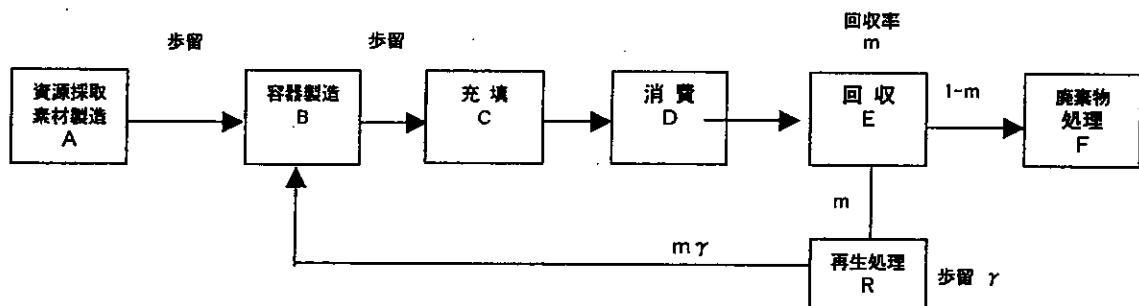 歩留
歩留
回収率
m
資源採取
素材製造
A
容器製造
B
充 填
C
消 費
D
回 収
E
1~m
廃棄物
処理
F
m
mγ
再生処理
R
歩留 γ